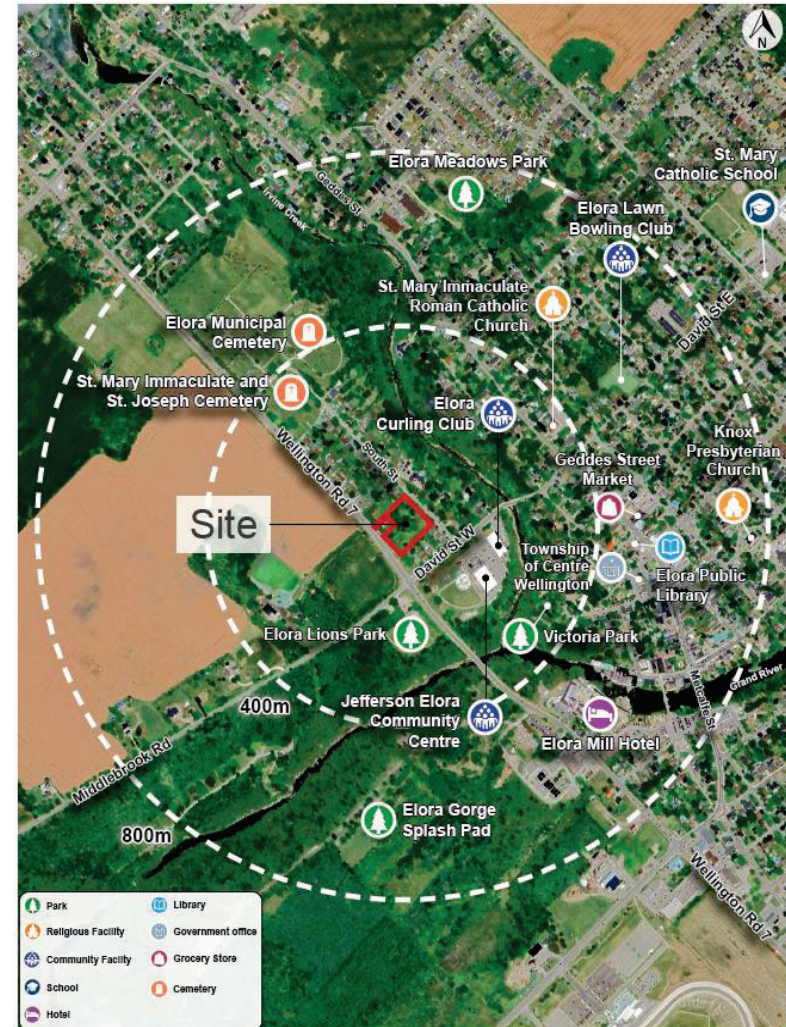 N
St. Mary
Catholic School
Elora Meadows Park
Geddes St
Elora Lawn
Bowling Club
Irvine Creek
St. Mary Immaculate
Roman Catholic
Church
David St E
Elora Municipal
Cemetery
St. Mary Immaculate and
St. Joseph Cemetery
Elora
Curling Club
Knox
Presbyterian
Church
South St
Wellington Rd 7
Geddes Street
Market
Site
David St W
Township
of Centre
Wellington
Elora Public
Library
Elora Lions Park
Victoria Park
Metcalfe St
Grand River
400m
Jefferson Elora
Community
Centre
Elora Mill Hotel
Middlebrook Rd
800m
Elora Gorge
Splash Pad
Wellington Rd 7
Park
Library
Religious Facility
Government office
Community Facility
Grocery Store
School
Cemetery
Hotel